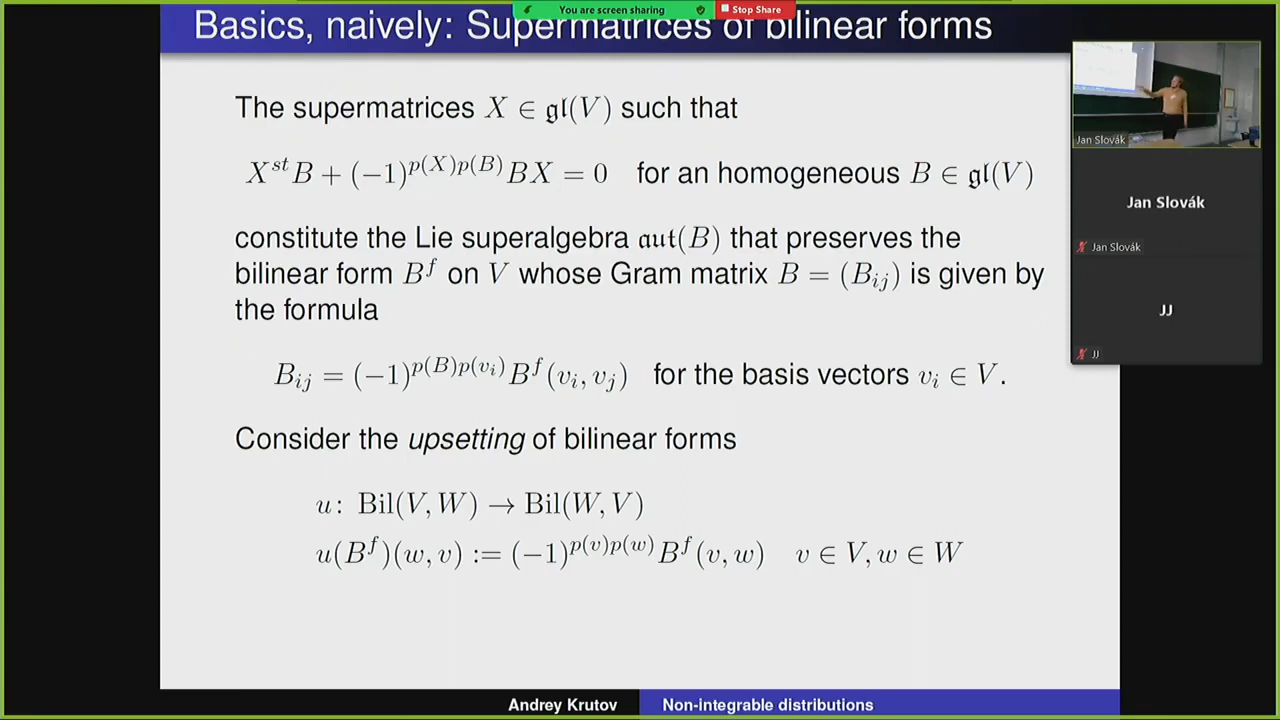 You are screen sharing
Stop Share
Basics, naively: Supermatrices of bilinear forms
The supermatrices X ∈ 𝔤𝔩(V) such that
X^{st}B + (−1)^{p(X)p(B)}BX = 0 for an homogeneous B ∈ 𝔤𝔩(V)
constitute the Lie superalgebra 𝔞𝔲𝔱(B) that preserves the
bilinear form B^f on V whose Gram matrix B = (B_{ij}) is given by
the formula
B_{ij} = (−1)^{p(B)p(v_i)}B^f(v_i, v_j) for the basis vectors v_i ∈ V.
Consider the upsetting of bilinear forms
u: Bil(V, W) → Bil(W, V)
u(B^f)(w, v) := (−1)^{p(v)p(w)}B^f(v, w) v ∈ V, w ∈ W
Andrey Krutov
Non-integrable distributions
Jan Slovák
Jan Slovák
Jan Slovák
JJ
JJ